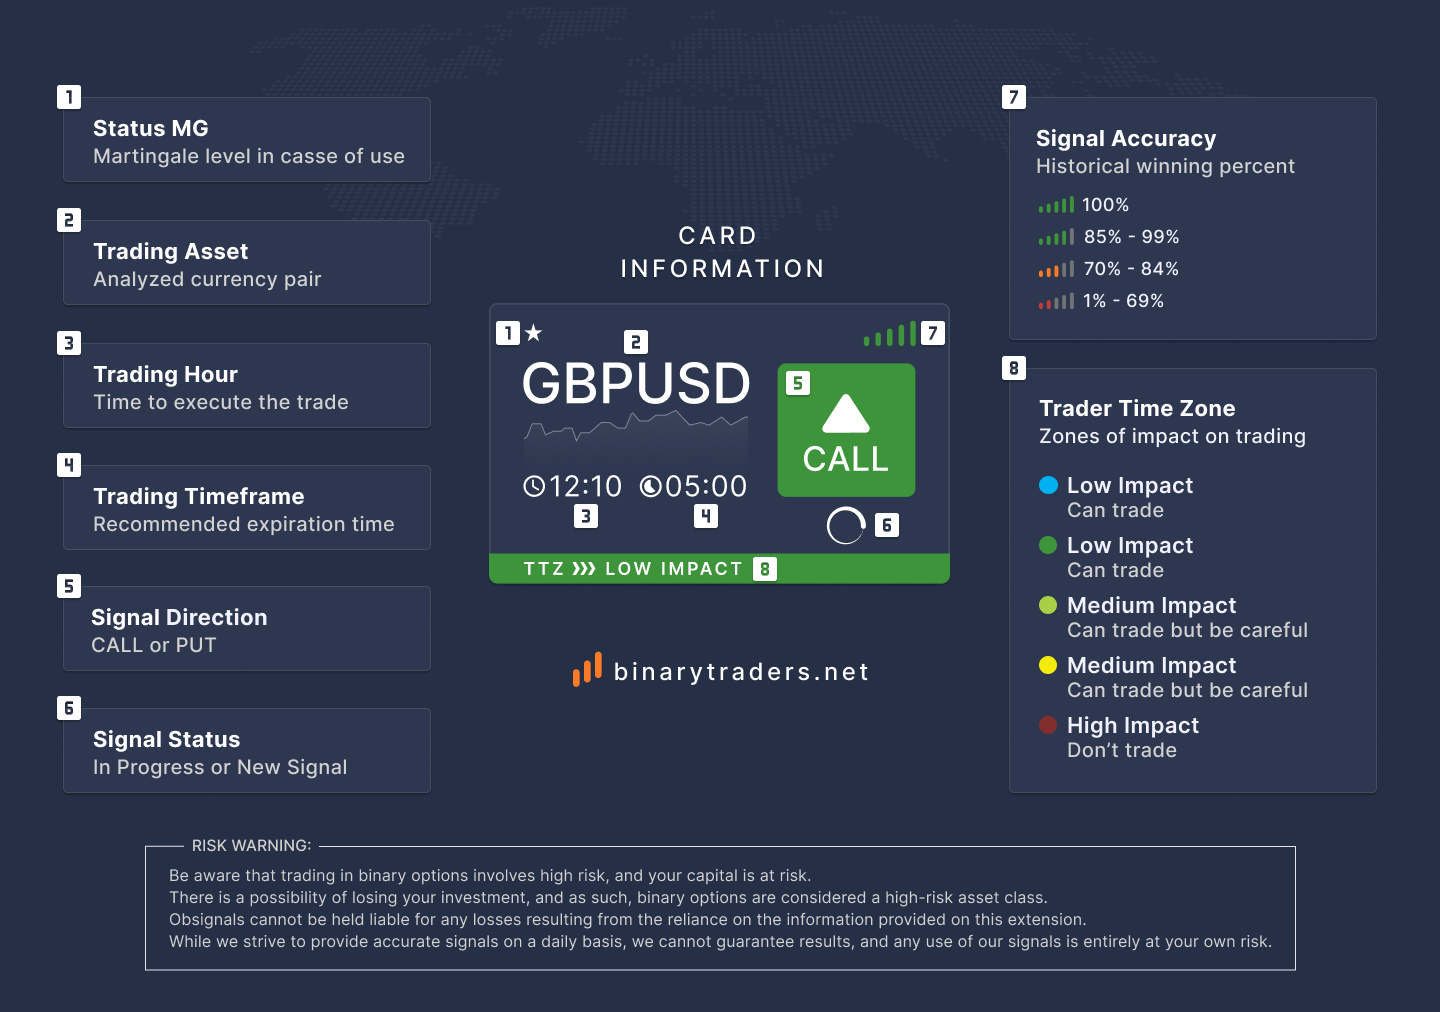 1
Status MG
Martingale level in casse of use
2
Trading Asset
Analyzed currency pair
3
Trading Hour
Time to execute the trade
4
Trading Timeframe
Recommended expiration time
5
Signal Direction
CALL or PUT
6
Signal Status
In Progress or New Signal
CARD
INFORMATION
1
7
2
GBPUSD
5
CALL
12:10
05:00
3
4
6
TTZ
LOW IMPACT
8
binarytraders.net
7
Signal Accuracy
Historical winning percent
100%
85% - 99%
70% - 84%
1% - 69%
8
Trader Time Zone
Zones of impact on trading
Low Impact
Can trade
Low Impact
Can trade
Medium Impact
Can trade but be careful
Medium Impact
Can trade but be careful
High Impact
Don’t trade
RISK WARNING:
Be aware that trading in binary options involves high risk, and your capital is at risk.
There is a possibility of losing your investment, and as such, binary options are considered a high-risk asset class.
Obsignals cannot be held liable for any losses resulting from the reliance on the information provided on this extension.
While we strive to provide accurate signals on a daily basis, we cannot guarantee results, and any use of our signals is entirely at your own risk.